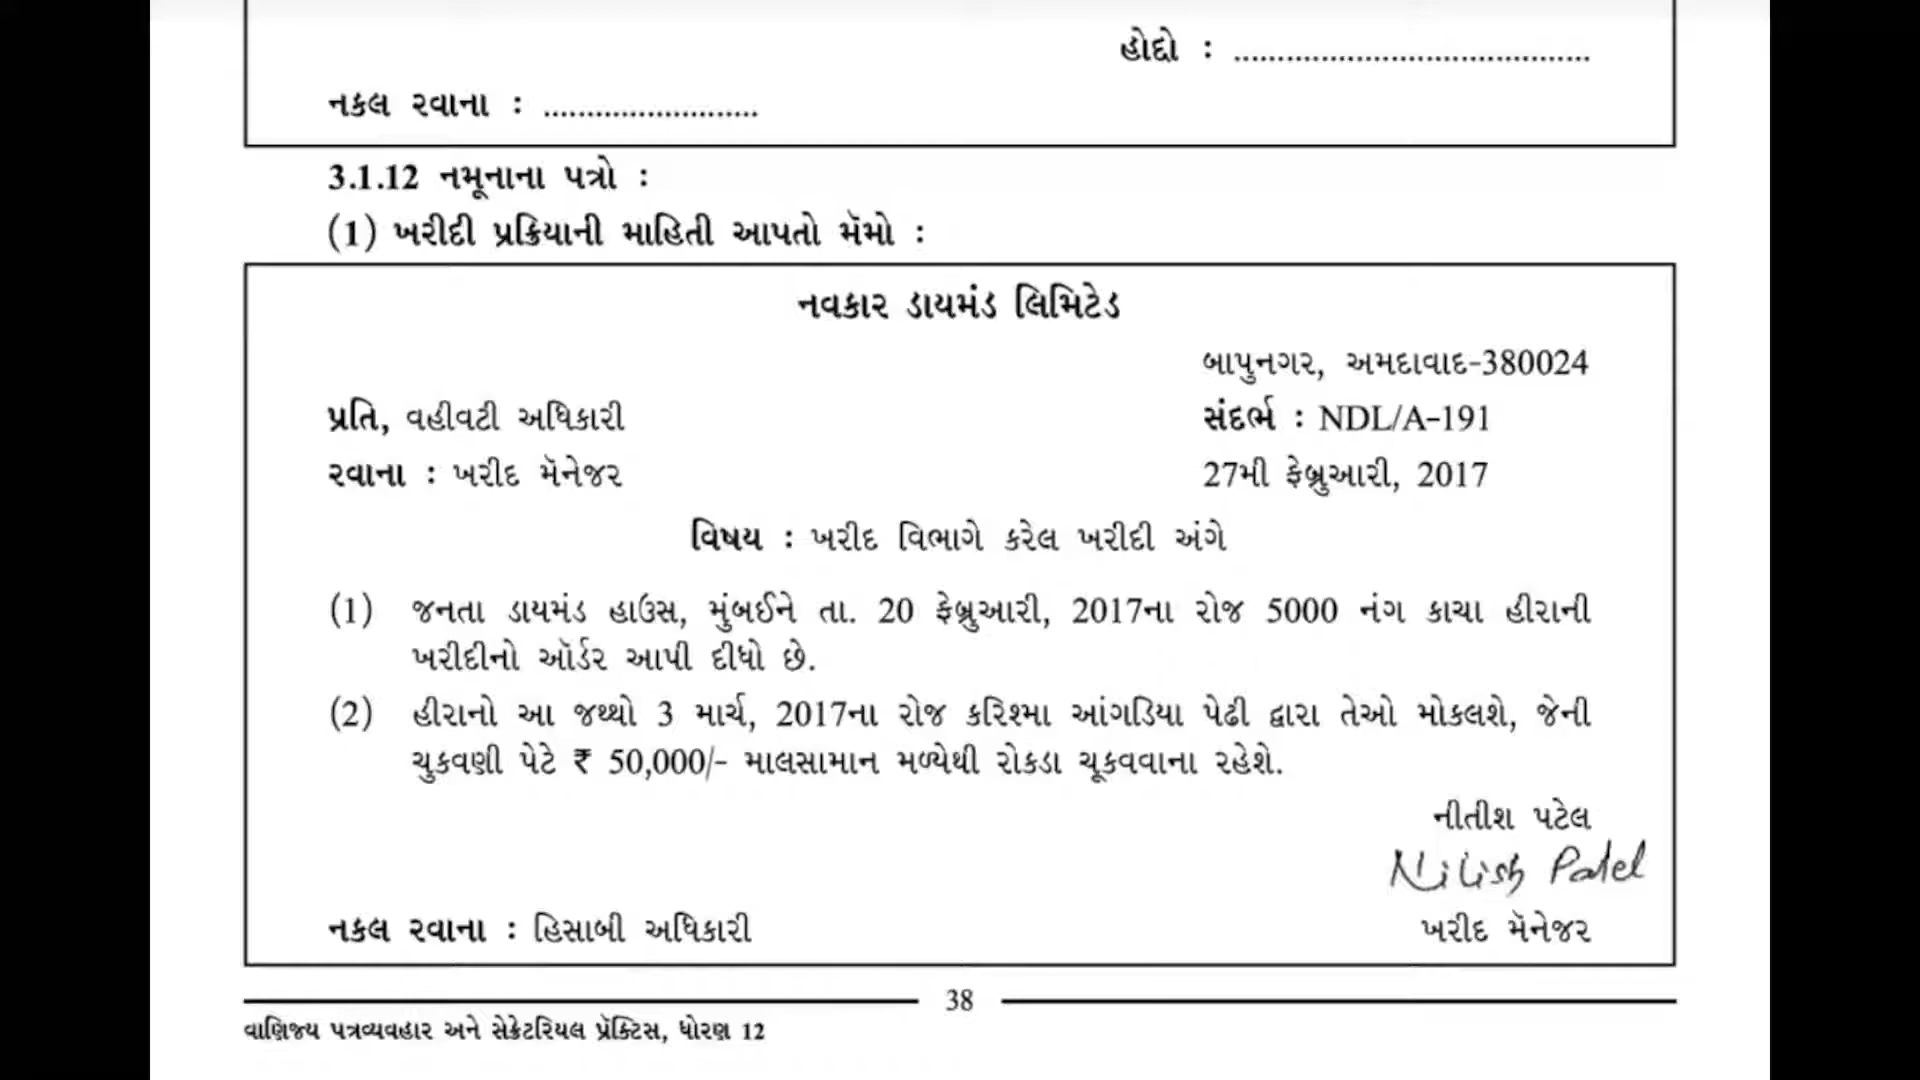 હોદ્દો : ..........................................
નકલ રવાના : .........................
3.1.12 નમૂનાના પત્રો :
(1) ખરીદી પ્રક્રિયાની માહિતી આપતો મૅમો :
નવકાર ડાયમંડ લિમિટેડ
બાપુનગર, અમદાવાદ-380024
પ્રતિ, વહીવટી અધિકારી સંદર્ભ : NDL/A-191
રવાના : ખરીદ મૅનેજર 27મી ફેબ્રુઆરી, 2017
વિષય : ખરીદ વિભાગે કરેલ ખરીદી અંગે
(1) જનતા ડાયમંડ હાઉસ, મુંબઈને તા. 20 ફેબ્રુઆરી, 2017ના રોજ 5000 નંગ કાચા હીરાની
ખરીદીનો ઑર્ડર આપી દીધો છે.
(2) હીરાનો આ જથ્થો 3 માર્ચ, 2017ના રોજ કરિશ્મા આંગડિયા પેઢી દ્વારા તેઓ મોકલશે, જેની
ચુકવણી પેટે ₹ 50,000/- માલસામાન મળ્યેથી રોકડા ચૂકવવાના રહેશે.
નીતીશ પટેલ
Nitish Patel
નકલ રવાના : હિસાબી અધિકારી ખરીદ મૅનેજર
38
વાણિજ્ય પત્રવ્યવહાર અને સેક્રેટરિયલ પ્રૅક્ટિસ, ધોરણ 12